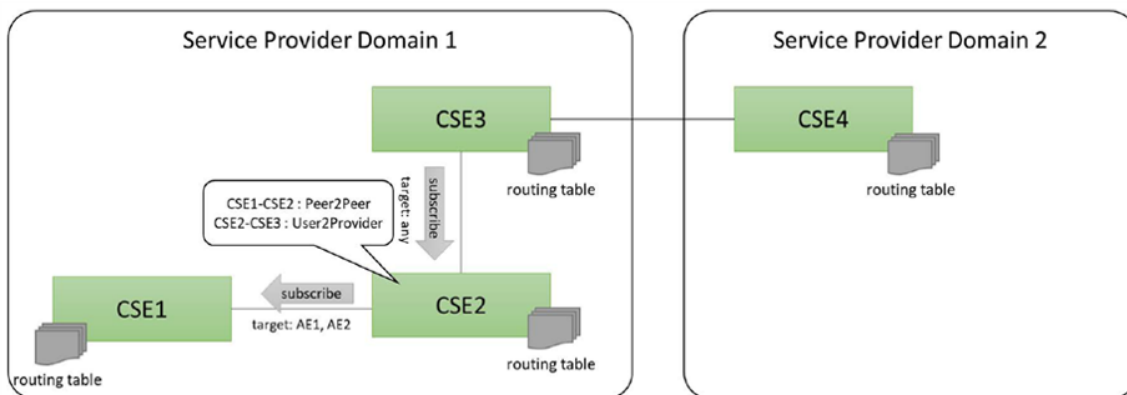 Service Provider Domain 1
Service Provider Domain 2
CSE3
routing table
CSE4
routing table
subscribe
target: any
CSE1-CSE2 : Peer2Peer
CSE2-CSE3 : User2Provider
CSE1
routing table
subscribe
target: AE1, AE2
CSE2
routing table